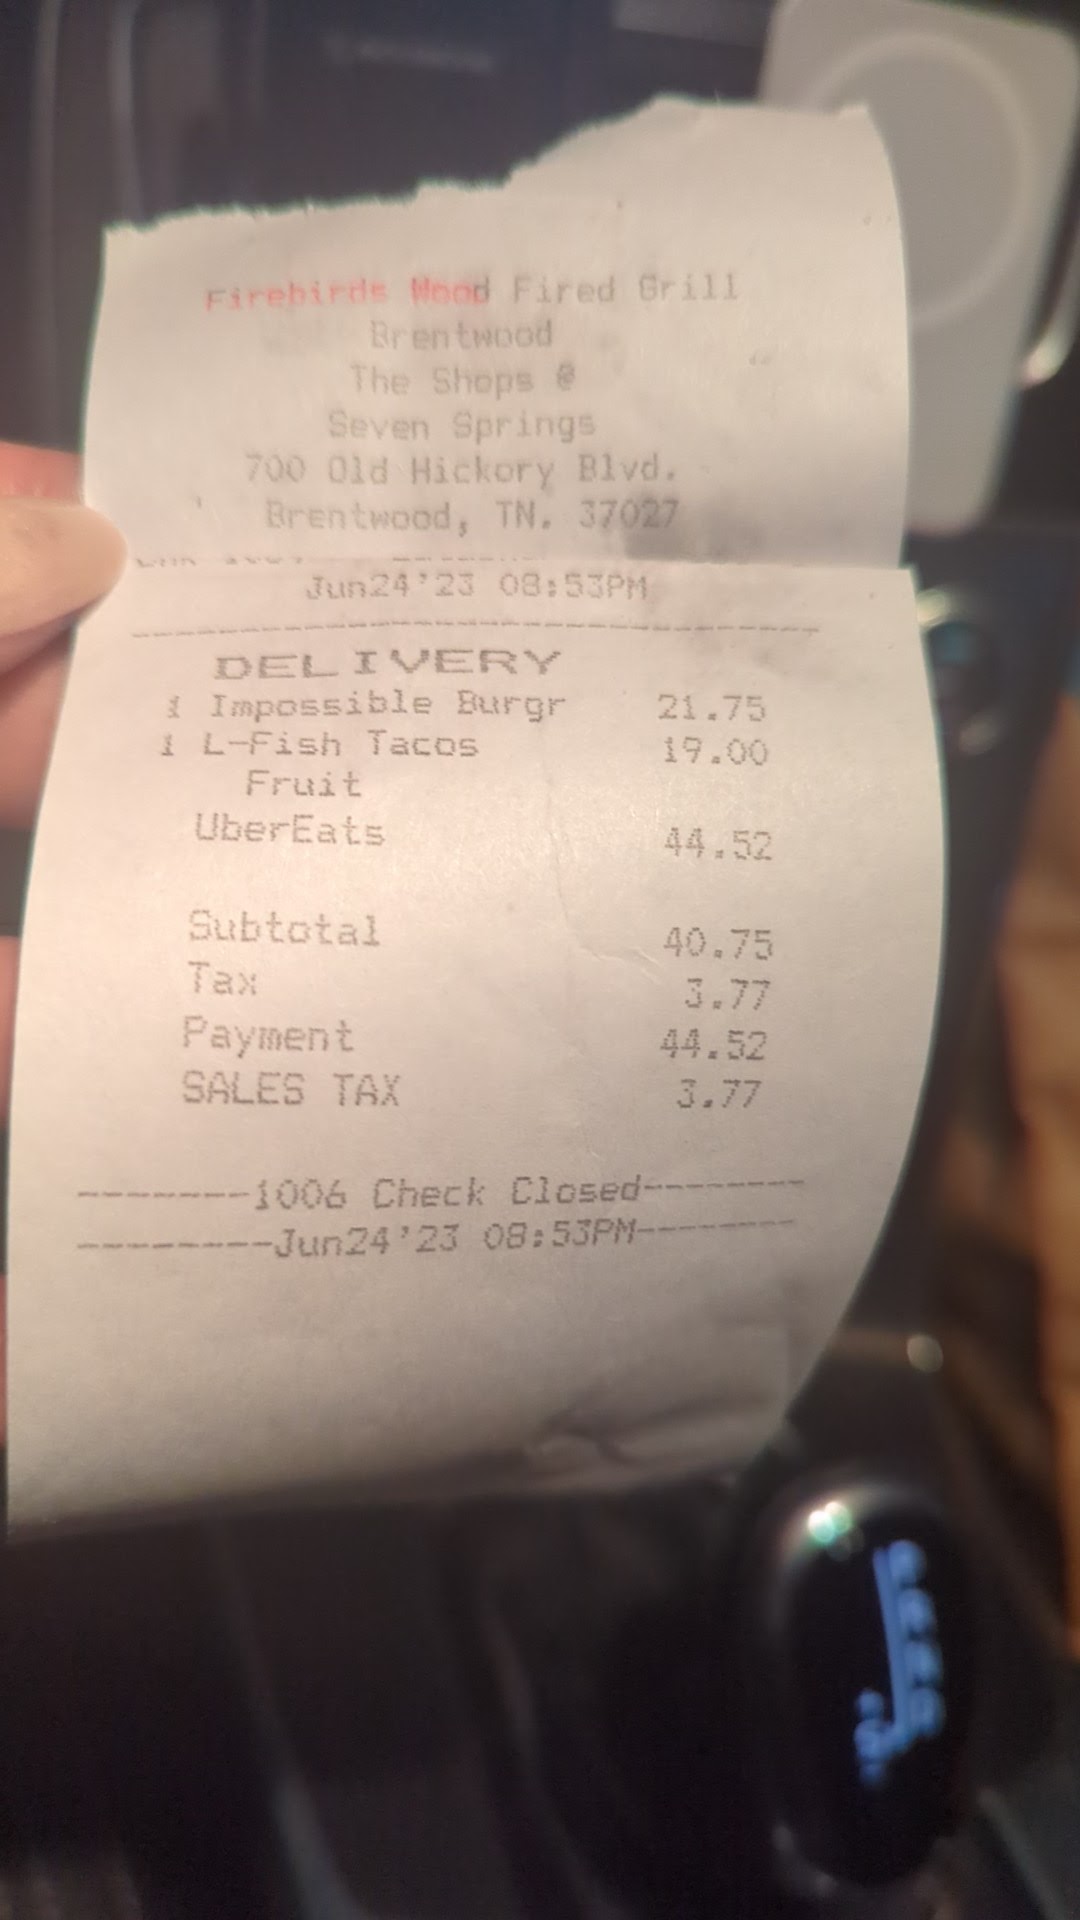 Firebirds Wood Fired Grill
Brentwood
The Shops @
Seven Springs
700 Old Hickory Blvd.
Brentwood, TN. 37027
Jun24'23 08:53PM
DELIVERY
1 Impossible Burgr 21.75
1 L-Fish Tacos 19.00
Fruit
UberEats 44.52
Subtotal 40.75
Tax 3.77
Payment 44.52
SALES TAX 3.77
--------1006 Check Closed--------
---------Jun24'23 08:53PM---------